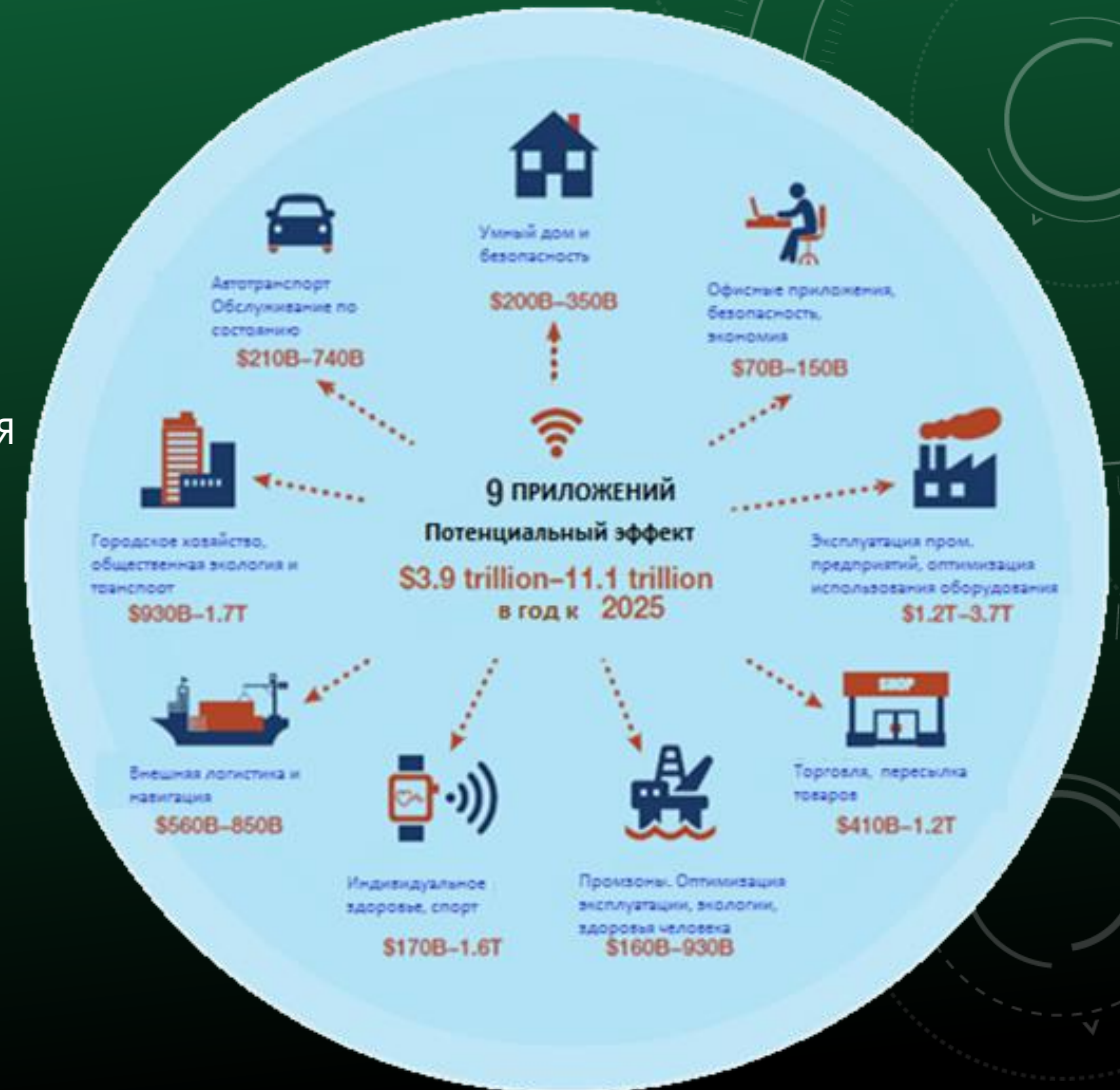 я
Умный дом и
безопасность
$200B–350B
Автотранспорт
Обслуживание по
состоянию
$210B–740B
Офисные приложения,
безопасность,
экономия
$70B–150B
9 ПРИЛОЖЕНИЙ
Потенциальный эффект
$3.9 trillion–11.1 trillion
в год к 2025
Городское хозяйство,
общественная экология и
транспорт
$930B–1.7T
Эксплуатация пром.
предприятий, оптимизация
использования оборудования
$1.2T–3.7T
Внешняя логистика и
навигация
$560B–850B
SHOP
Торговля, пересылка
товаров
$410B–1.2T
Индивидуальное
здоровье, спорт
$170B–1.6T
Промзоны. Оптимизация
эксплуатации, экологии,
здоровья человека
$160B–930B